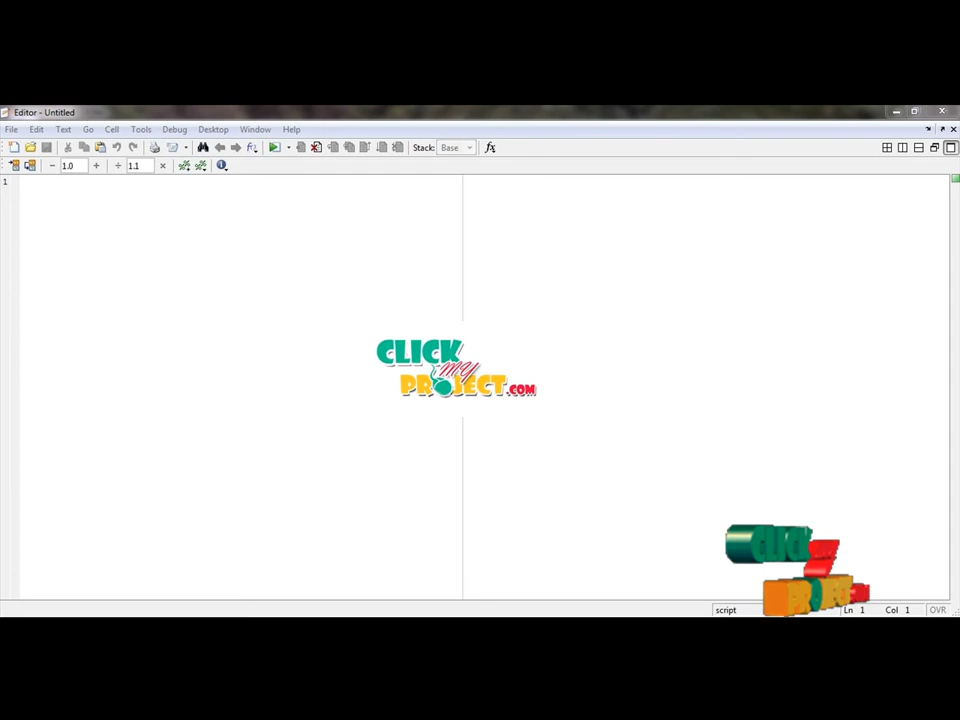 Editor - Untitled
File Edit Text Go Cell Tools Debug Desktop Window Help
Stack: Base fx
1.0 1.1
1
CLICK
MY
PROJECT.COM
CLICK
script Ln 1 Col 1 OVR